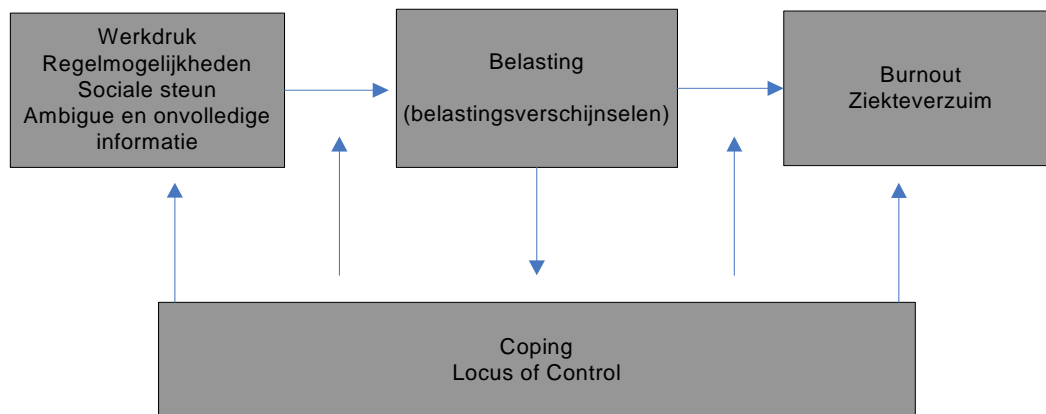 Werkdruk
Regelmogelijkheden
Sociale steun
Ambigue en onvolledige
informatie
Belasting
(belastingsverschijnselen)
Burnout
Ziekteverzuim
Coping
Locus of Control